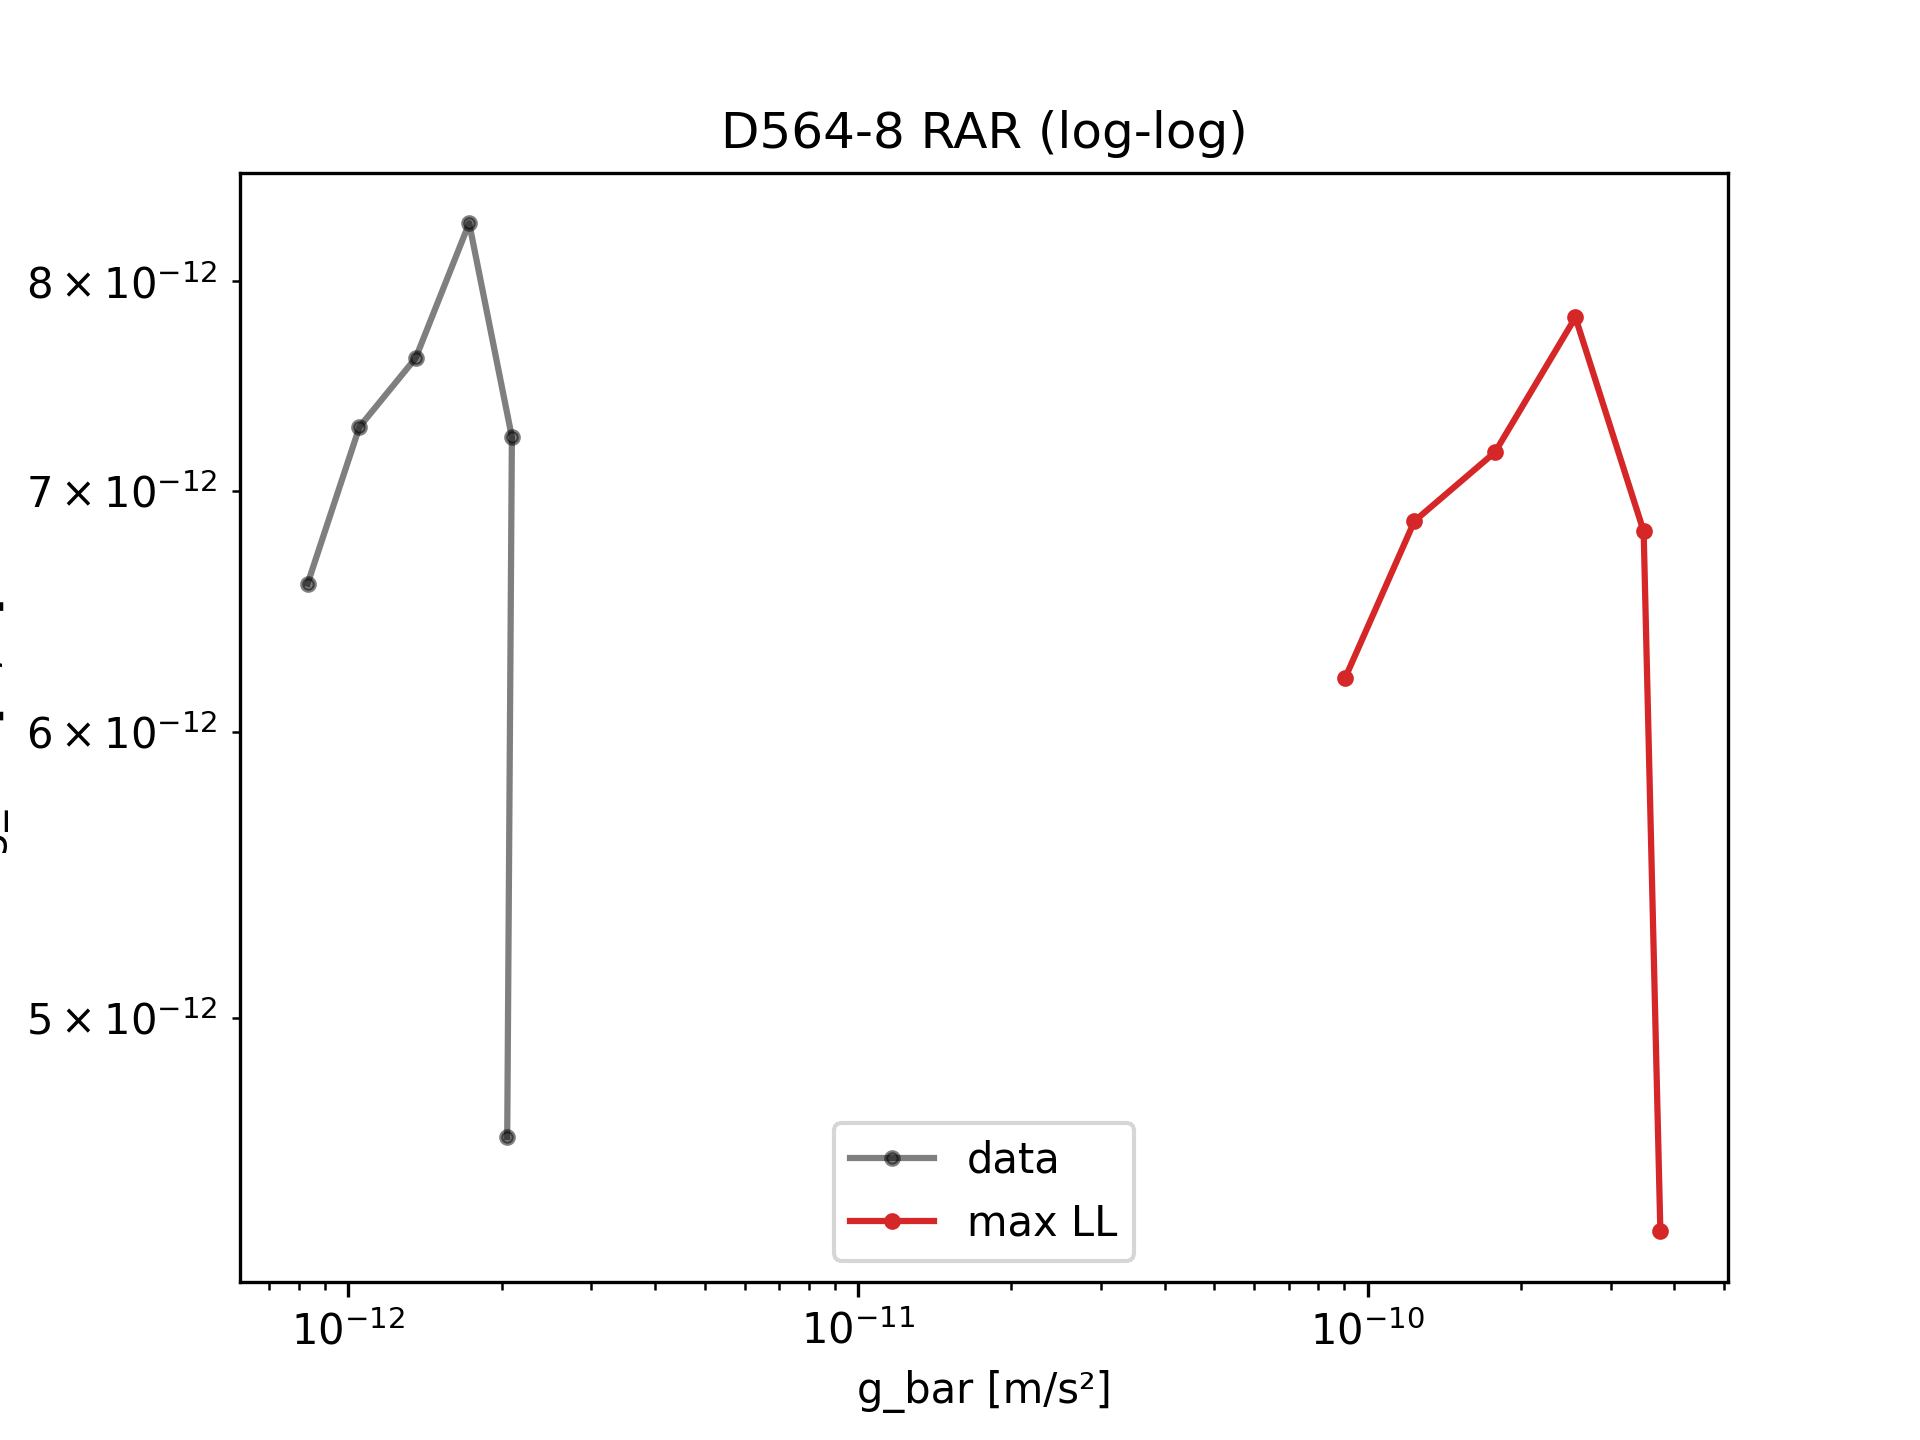 D564-8 RAR (log-log)
8 × 10⁻¹²
7 × 10⁻¹²
6 × 10⁻¹²
5 × 10⁻¹²
data
max LL
10⁻¹²
10⁻¹¹
10⁻¹⁰
g_bar [m/s²]